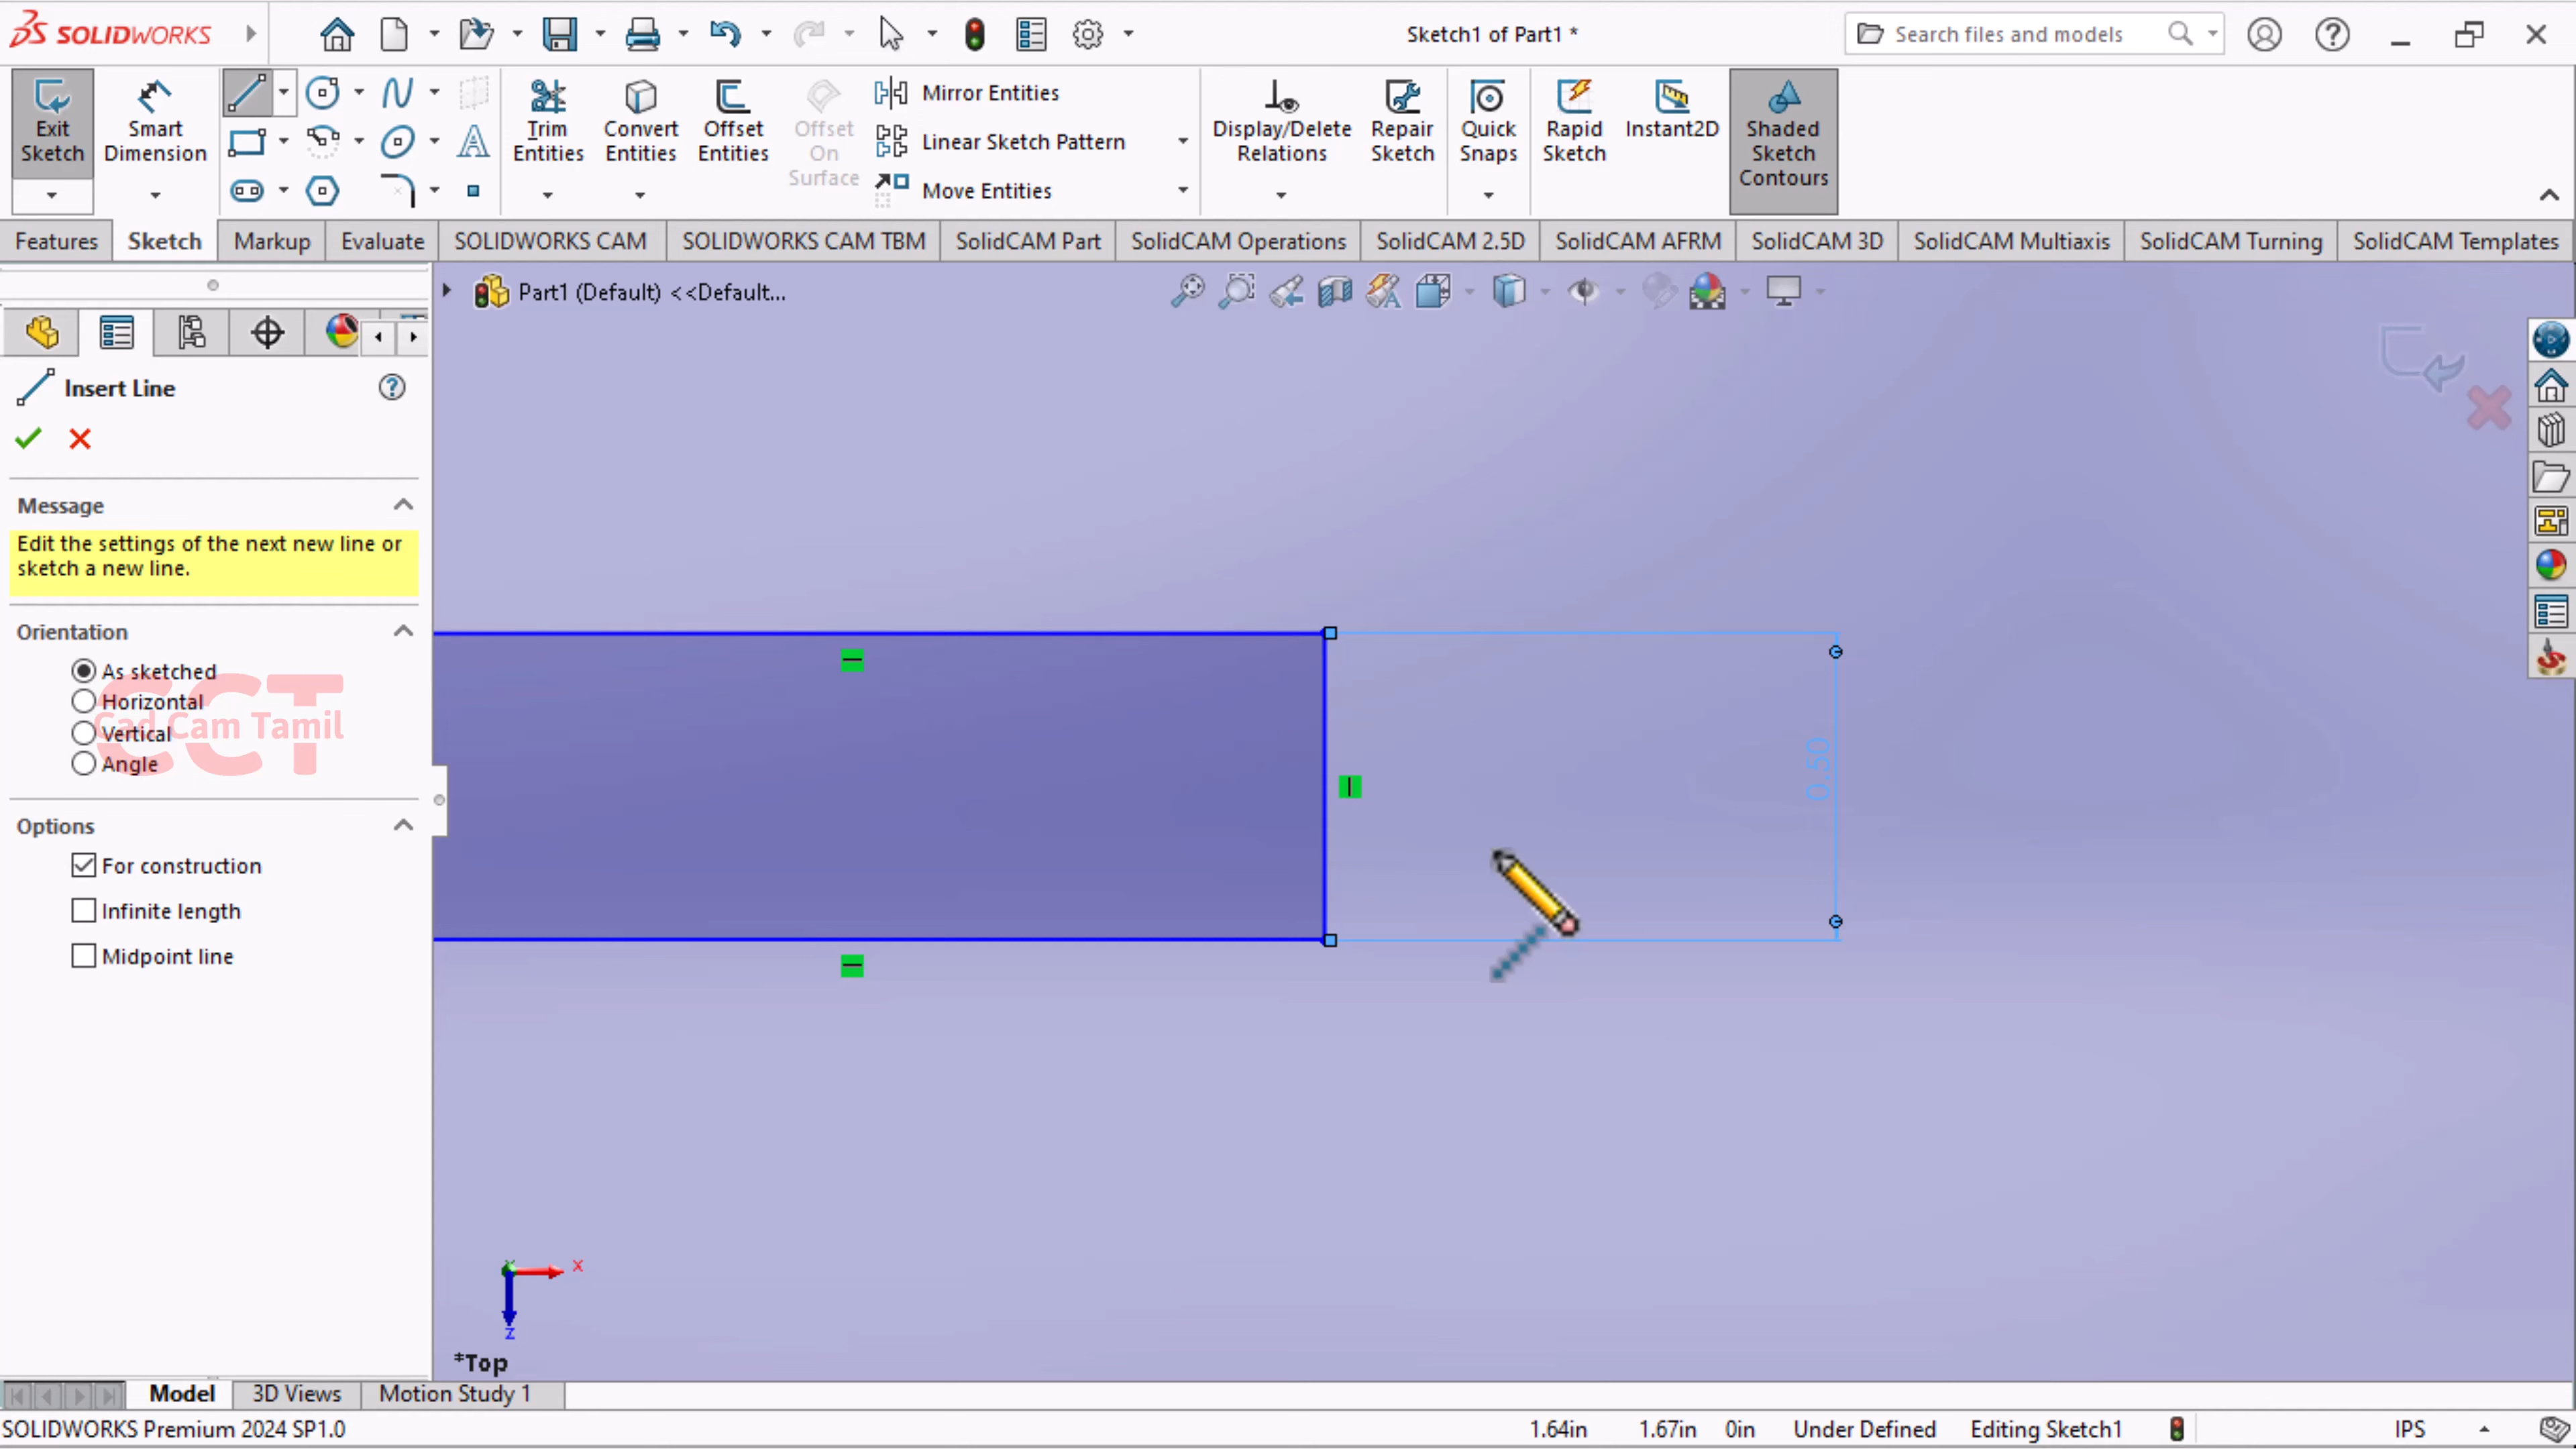 SOLIDWORKS
Sketch1 of Part1 *
Search files and models
Exit Sketch
Smart Dimension
Trim Entities
Convert Entities
Offset Entities
Offset On Surface
Mirror Entities
Linear Sketch Pattern
Move Entities
Display/Delete Relations
Repair Sketch
Quick Snaps
Rapid Sketch
Instant2D
Shaded Sketch Contours
Features
Sketch
Markup
Evaluate
SOLIDWORKS CAM
SOLIDWORKS CAM TBM
SolidCAM Part
SolidCAM Operations
SolidCAM 2.5D
SolidCAM AFRM
SolidCAM 3D
SolidCAM Multiaxis
SolidCAM Turning
SolidCAM Templates
Part1 (Default) <<Default...
Insert Line
Message
Edit the settings of the next new line or
sketch a new line.
Orientation
As sketched
Horizontal
Vertical
Angle
CCT
Cad Cam Tamil
Options
For construction
Infinite length
Midpoint line
0.50
X
Z
*Top
Model
3D Views
Motion Study 1
SOLIDWORKS Premium 2024 SP1.0
1.64in
1.67in
0in
Under Defined
Editing Sketch1
IPS